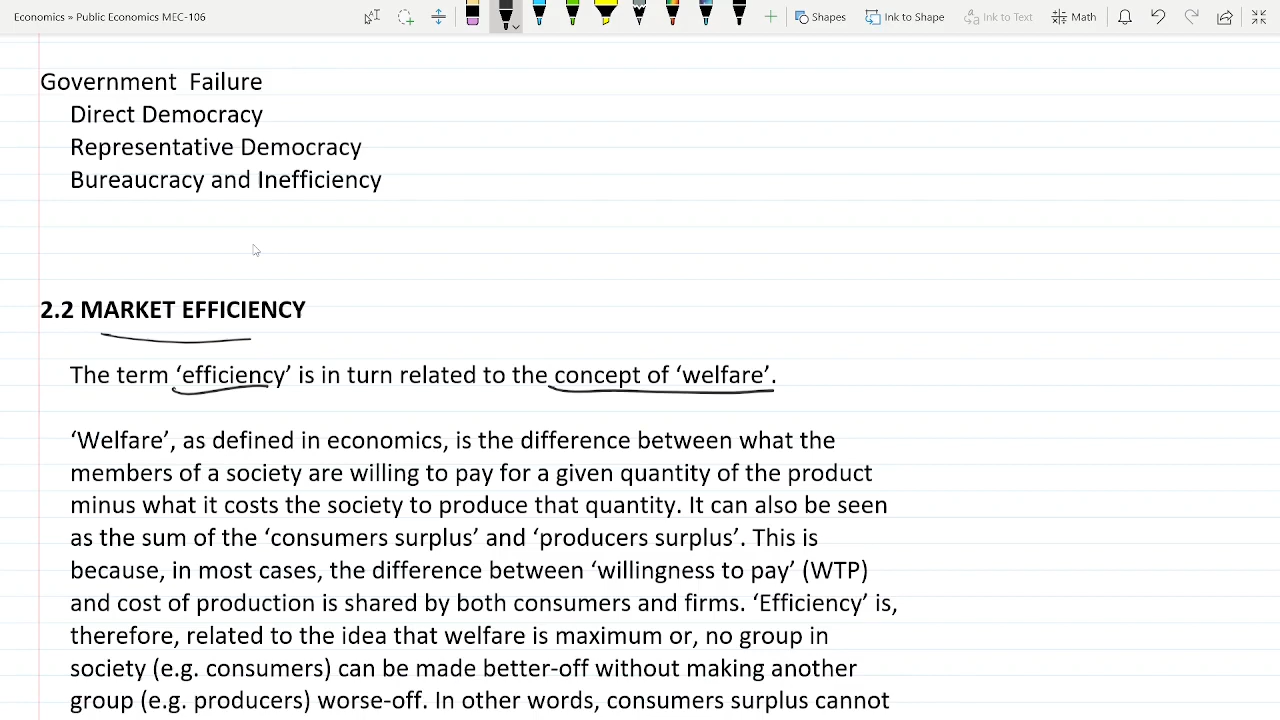 Economics » Public Economics MEC-106
Shapes
Ink to Shape
Ink to Text
Math
Government  Failure
Direct Democracy
Representative Democracy
Bureaucracy and Inefficiency
2.2 MARKET EFFICIENCY
The term ‘efficiency’ is in turn related to the concept of ‘welfare’.
‘Welfare’, as defined in economics, is the difference between what the
members of a society are willing to pay for a given quantity of the product
minus what it costs the society to produce that quantity. It can also be seen
as the sum of the ‘consumers surplus’ and ‘producers surplus’. This is
because, in most cases, the difference between ‘willingness to pay’ (WTP)
and cost of production is shared by both consumers and firms. ‘Efficiency’ is,
therefore, related to the idea that welfare is maximum or, no group in
society (e.g. consumers) can be made better-off without making another
group (e.g. producers) worse-off. In other words, consumers surplus cannot